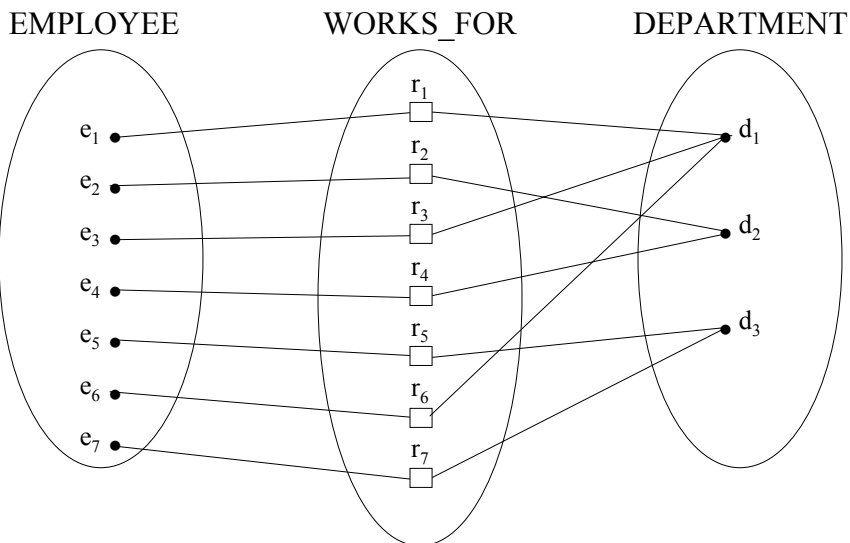 EMPLOYEE WORKS_FOR DEPARTMENT
r₁
e₁ d₁
r₂
e₂
r₃
e₃ d₂
r₄
e₄
r₅ d₃
e₅
r₆
e₆
r₇
e₇